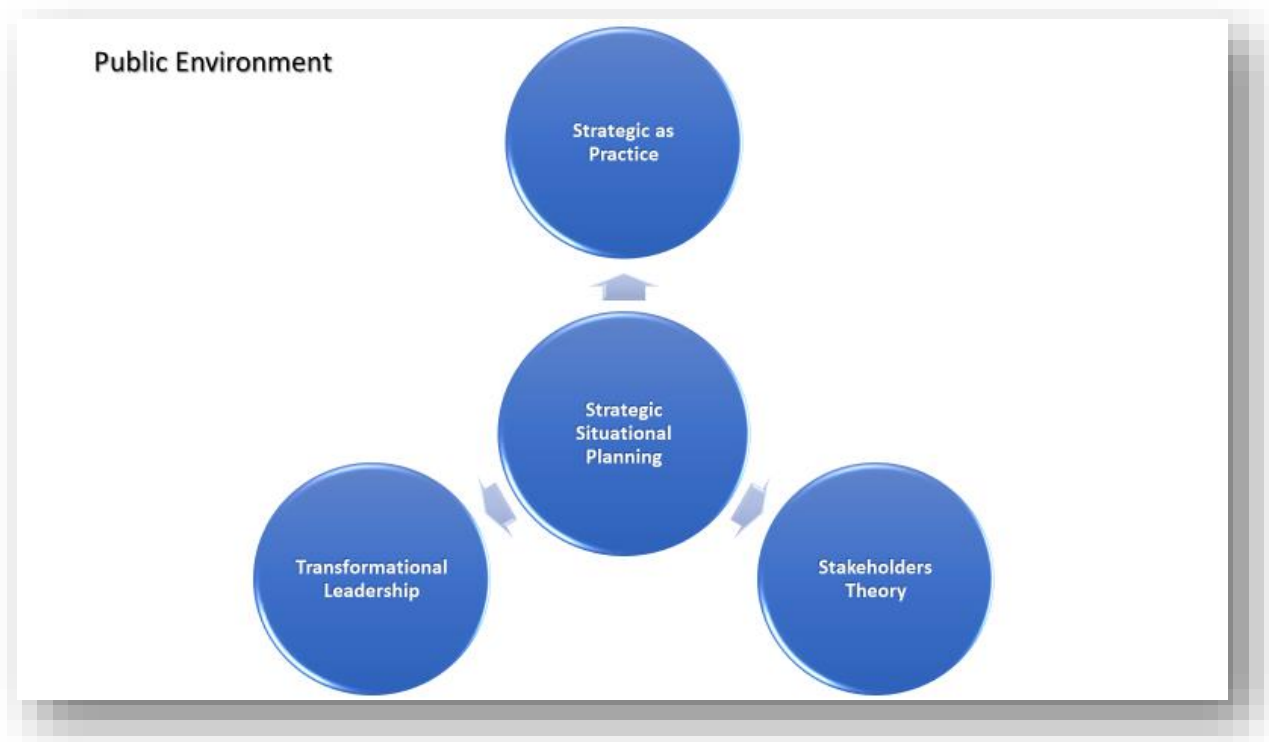 Public Environment
Strategic as
Practice
Strategic
Situational
Planning
Transformational
Leadership
Stakeholders
Theory